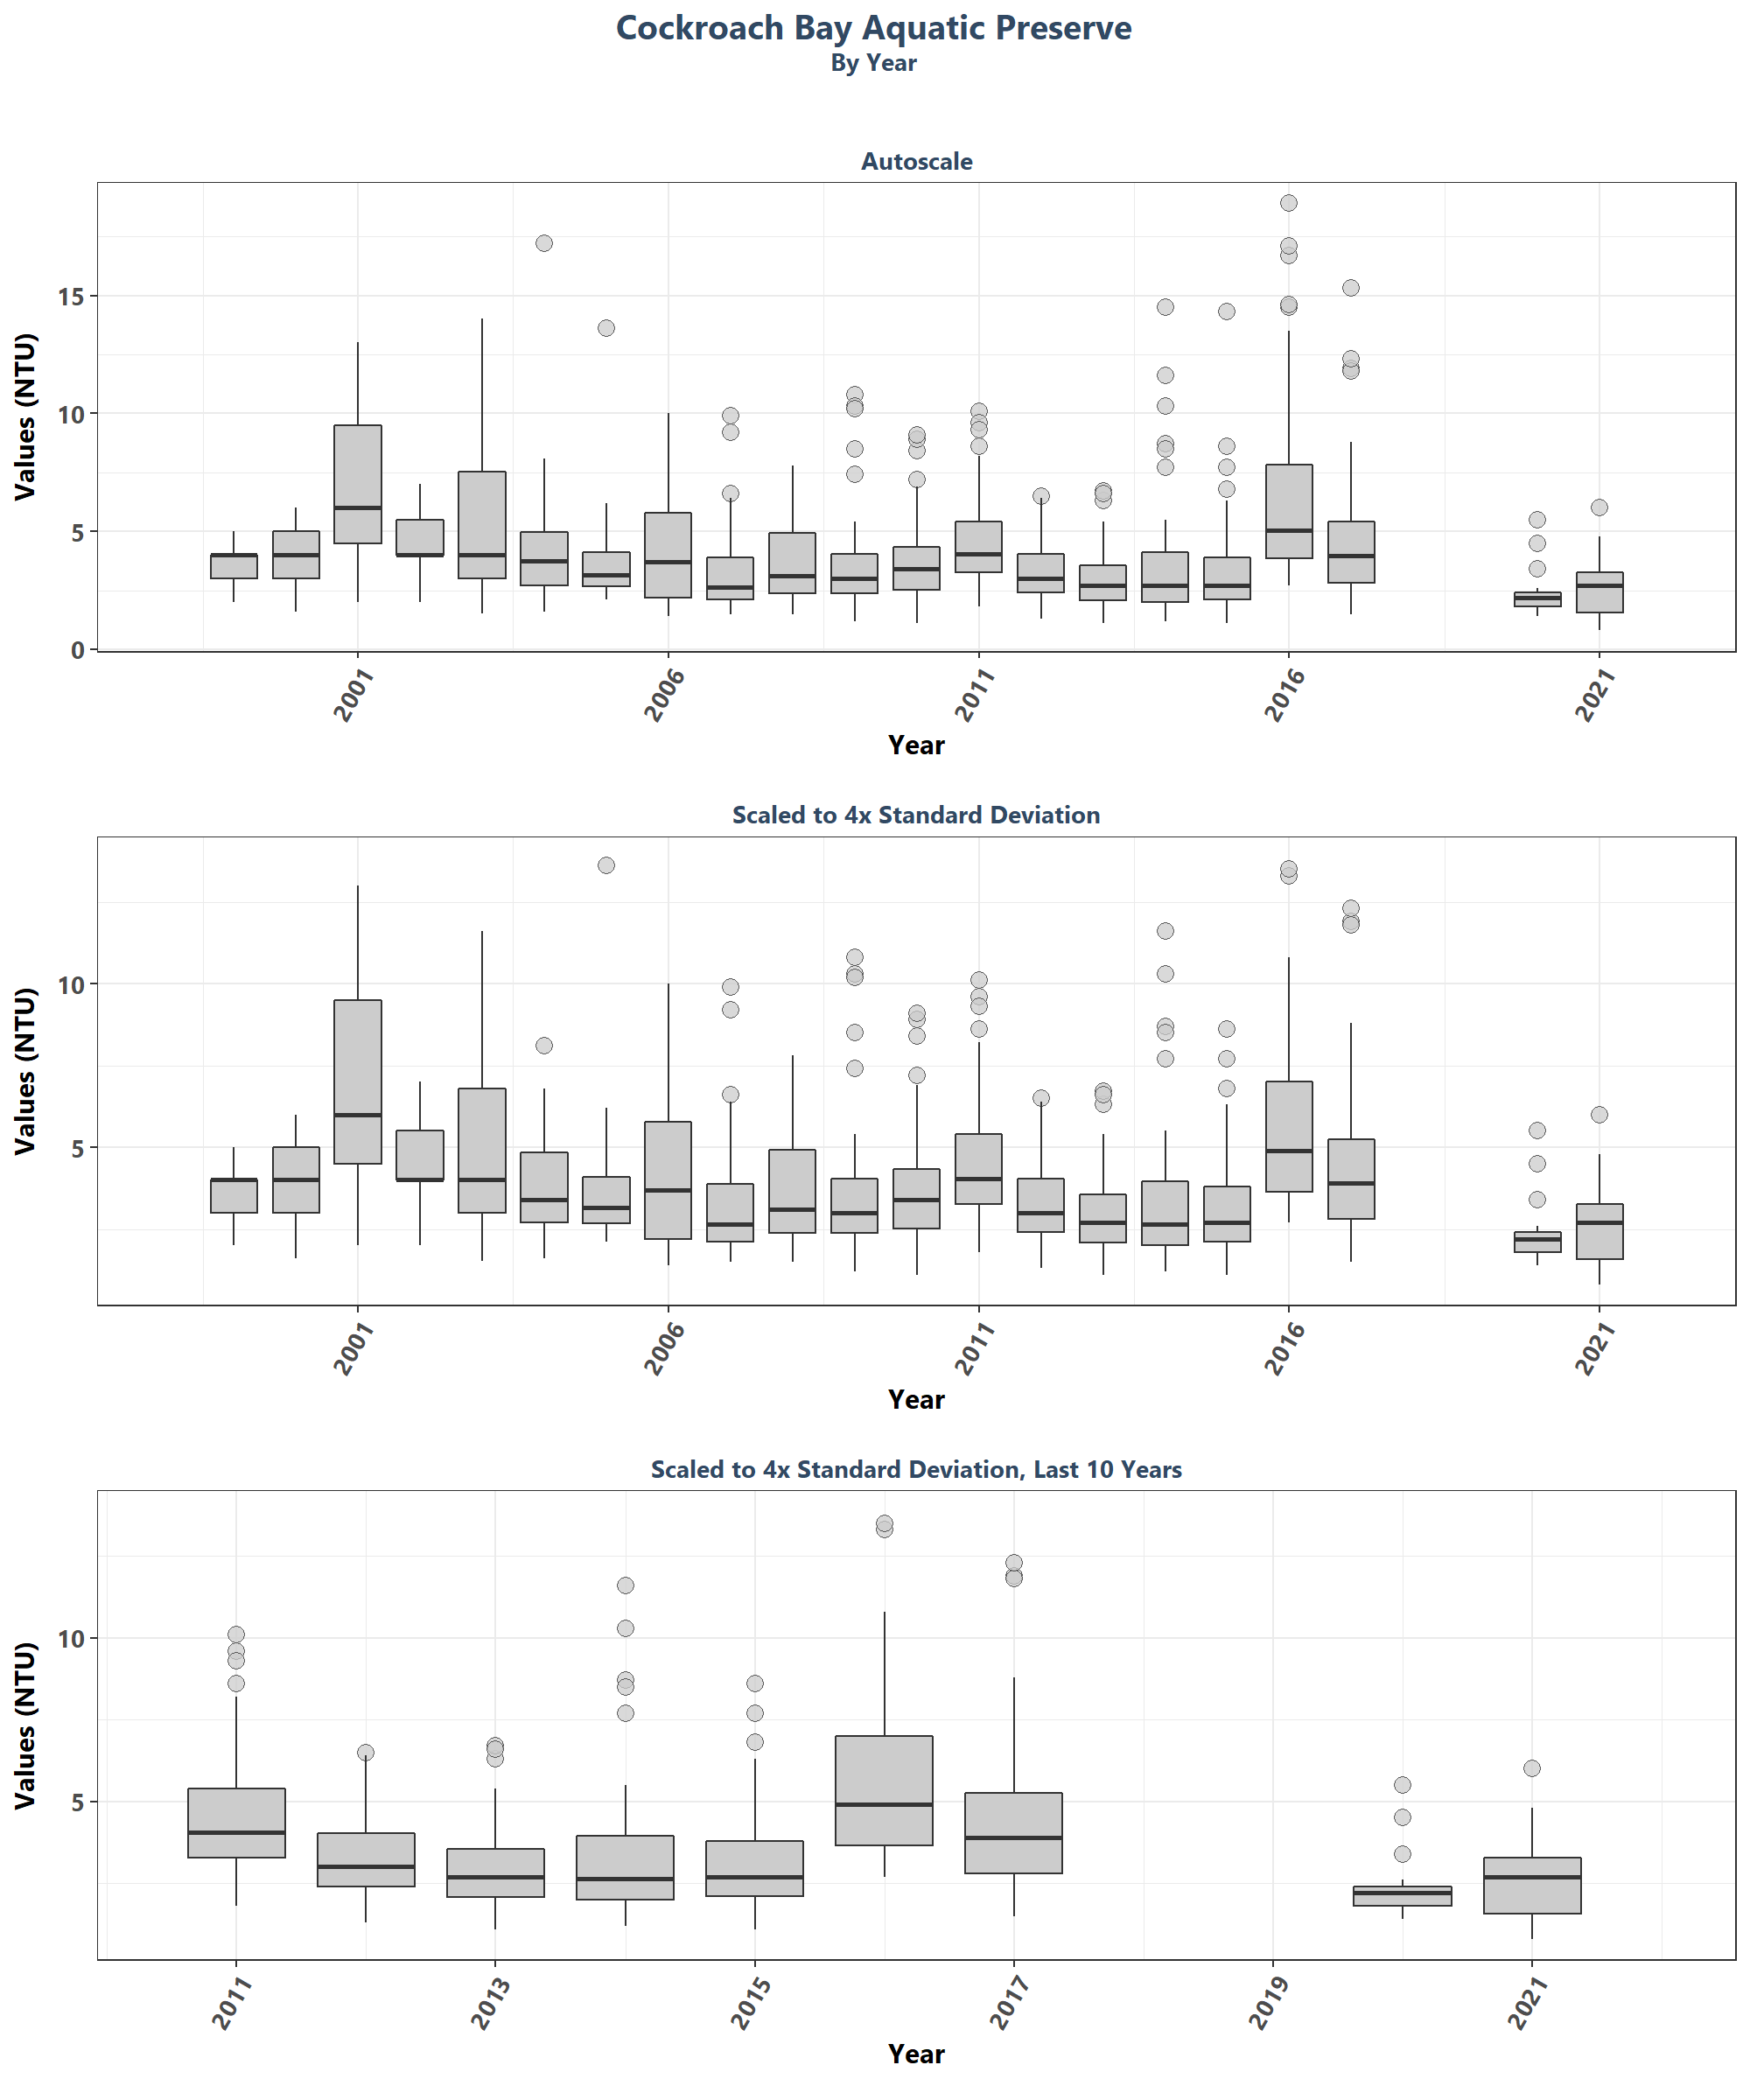 Cockroach Bay Aquatic Preserve
By Year
Autoscale
Values (NTU)
15
10
5
0
2001
2006
2011
2016
2021
Year
Scaled to 4x Standard Deviation
Values (NTU)
10
5
2001
2006
2011
2016
2021
Year
Scaled to 4x Standard Deviation, Last 10 Years
Values (NTU)
10
5
2011
2013
2015
2017
2019
2021
Year